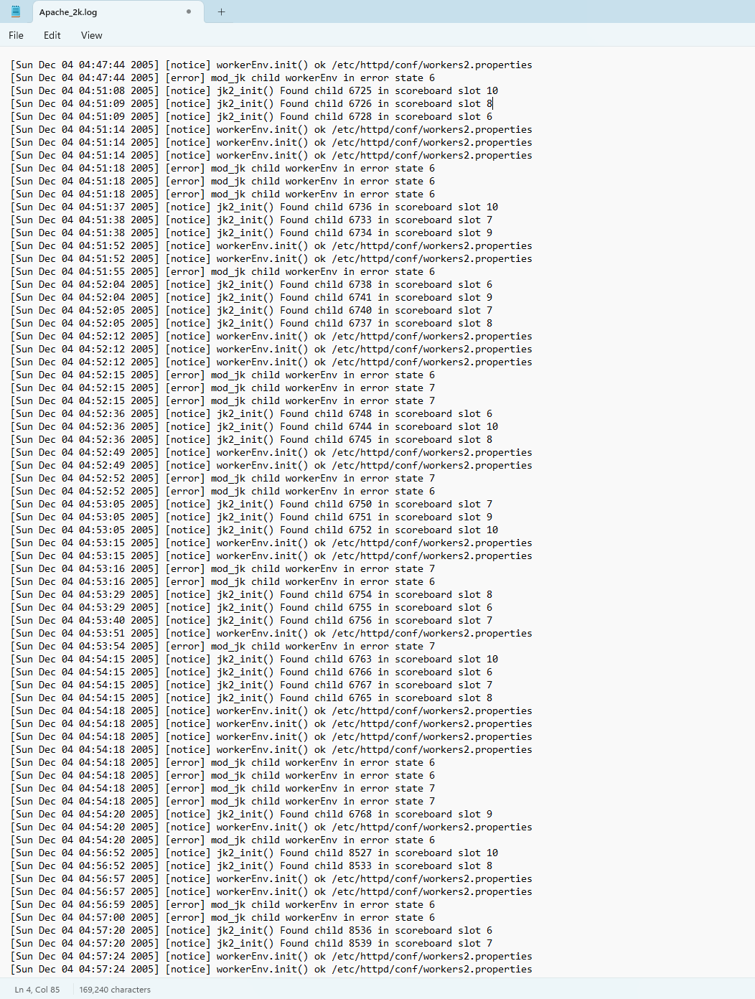 Apache_2k.log
File Edit View
[Sun Dec 04 04:47:44 2005] [notice] workerEnv.init() ok /etc/httpd/conf/workers2.properties
[Sun Dec 04 04:47:44 2005] [error] mod_jk child workerEnv in error state 6
[Sun Dec 04 04:51:08 2005] [notice] jk2_init() Found child 6725 in scoreboard slot 10
[Sun Dec 04 04:51:09 2005] [notice] jk2_init() Found child 6726 in scoreboard slot 8
[Sun Dec 04 04:51:09 2005] [notice] jk2_init() Found child 6728 in scoreboard slot 6
[Sun Dec 04 04:51:14 2005] [notice] workerEnv.init() ok /etc/httpd/conf/workers2.properties
[Sun Dec 04 04:51:14 2005] [notice] workerEnv.init() ok /etc/httpd/conf/workers2.properties
[Sun Dec 04 04:51:14 2005] [notice] workerEnv.init() ok /etc/httpd/conf/workers2.properties
[Sun Dec 04 04:51:18 2005] [error] mod_jk child workerEnv in error state 6
[Sun Dec 04 04:51:18 2005] [error] mod_jk child workerEnv in error state 6
[Sun Dec 04 04:51:18 2005] [error] mod_jk child workerEnv in error state 6
[Sun Dec 04 04:51:37 2005] [notice] jk2_init() Found child 6736 in scoreboard slot 10
[Sun Dec 04 04:51:38 2005] [notice] jk2_init() Found child 6733 in scoreboard slot 7
[Sun Dec 04 04:51:38 2005] [notice] jk2_init() Found child 6734 in scoreboard slot 9
[Sun Dec 04 04:51:52 2005] [notice] workerEnv.init() ok /etc/httpd/conf/workers2.properties
[Sun Dec 04 04:51:52 2005] [notice] workerEnv.init() ok /etc/httpd/conf/workers2.properties
[Sun Dec 04 04:51:55 2005] [error] mod_jk child workerEnv in error state 6
[Sun Dec 04 04:52:04 2005] [notice] jk2_init() Found child 6738 in scoreboard slot 6
[Sun Dec 04 04:52:04 2005] [notice] jk2_init() Found child 6741 in scoreboard slot 9
[Sun Dec 04 04:52:05 2005] [notice] jk2_init() Found child 6740 in scoreboard slot 7
[Sun Dec 04 04:52:05 2005] [notice] jk2_init() Found child 6737 in scoreboard slot 8
[Sun Dec 04 04:52:12 2005] [notice] workerEnv.init() ok /etc/httpd/conf/workers2.properties
[Sun Dec 04 04:52:12 2005] [notice] workerEnv.init() ok /etc/httpd/conf/workers2.properties
[Sun Dec 04 04:52:12 2005] [notice] workerEnv.init() ok /etc/httpd/conf/workers2.properties
[Sun Dec 04 04:52:15 2005] [error] mod_jk child workerEnv in error state 6
[Sun Dec 04 04:52:15 2005] [error] mod_jk child workerEnv in error state 7
[Sun Dec 04 04:52:15 2005] [error] mod_jk child workerEnv in error state 7
[Sun Dec 04 04:52:36 2005] [notice] jk2_init() Found child 6748 in scoreboard slot 6
[Sun Dec 04 04:52:36 2005] [notice] jk2_init() Found child 6744 in scoreboard slot 10
[Sun Dec 04 04:52:36 2005] [notice] jk2_init() Found child 6745 in scoreboard slot 8
[Sun Dec 04 04:52:49 2005] [notice] workerEnv.init() ok /etc/httpd/conf/workers2.properties
[Sun Dec 04 04:52:49 2005] [notice] workerEnv.init() ok /etc/httpd/conf/workers2.properties
[Sun Dec 04 04:52:52 2005] [error] mod_jk child workerEnv in error state 7
[Sun Dec 04 04:52:52 2005] [error] mod_jk child workerEnv in error state 6
[Sun Dec 04 04:53:05 2005] [notice] jk2_init() Found child 6750 in scoreboard slot 7
[Sun Dec 04 04:53:05 2005] [notice] jk2_init() Found child 6751 in scoreboard slot 9
[Sun Dec 04 04:53:05 2005] [notice] jk2_init() Found child 6752 in scoreboard slot 10
[Sun Dec 04 04:53:15 2005] [notice] workerEnv.init() ok /etc/httpd/conf/workers2.properties
[Sun Dec 04 04:53:15 2005] [notice] workerEnv.init() ok /etc/httpd/conf/workers2.properties
[Sun Dec 04 04:53:16 2005] [error] mod_jk child workerEnv in error state 7
[Sun Dec 04 04:53:16 2005] [error] mod_jk child workerEnv in error state 6
[Sun Dec 04 04:53:29 2005] [notice] jk2_init() Found child 6754 in scoreboard slot 8
[Sun Dec 04 04:53:29 2005] [notice] jk2_init() Found child 6755 in scoreboard slot 6
[Sun Dec 04 04:53:40 2005] [notice] jk2_init() Found child 6756 in scoreboard slot 7
[Sun Dec 04 04:53:51 2005] [notice] workerEnv.init() ok /etc/httpd/conf/workers2.properties
[Sun Dec 04 04:53:54 2005] [error] mod_jk child workerEnv in error state 7
[Sun Dec 04 04:54:15 2005] [notice] jk2_init() Found child 6763 in scoreboard slot 10
[Sun Dec 04 04:54:15 2005] [notice] jk2_init() Found child 6766 in scoreboard slot 6
[Sun Dec 04 04:54:15 2005] [notice] jk2_init() Found child 6767 in scoreboard slot 7
[Sun Dec 04 04:54:15 2005] [notice] jk2_init() Found child 6765 in scoreboard slot 8
[Sun Dec 04 04:54:18 2005] [notice] workerEnv.init() ok /etc/httpd/conf/workers2.properties
[Sun Dec 04 04:54:18 2005] [notice] workerEnv.init() ok /etc/httpd/conf/workers2.properties
[Sun Dec 04 04:54:18 2005] [notice] workerEnv.init() ok /etc/httpd/conf/workers2.properties
[Sun Dec 04 04:54:18 2005] [notice] workerEnv.init() ok /etc/httpd/conf/workers2.properties
[Sun Dec 04 04:54:18 2005] [error] mod_jk child workerEnv in error state 6
[Sun Dec 04 04:54:18 2005] [error] mod_jk child workerEnv in error state 6
[Sun Dec 04 04:54:18 2005] [error] mod_jk child workerEnv in error state 7
[Sun Dec 04 04:54:18 2005] [error] mod_jk child workerEnv in error state 7
[Sun Dec 04 04:54:20 2005] [notice] jk2_init() Found child 6768 in scoreboard slot 9
[Sun Dec 04 04:54:20 2005] [notice] workerEnv.init() ok /etc/httpd/conf/workers2.properties
[Sun Dec 04 04:54:20 2005] [error] mod_jk child workerEnv in error state 6
[Sun Dec 04 04:56:52 2005] [notice] jk2_init() Found child 8527 in scoreboard slot 10
[Sun Dec 04 04:56:52 2005] [notice] jk2_init() Found child 8533 in scoreboard slot 8
[Sun Dec 04 04:56:57 2005] [notice] workerEnv.init() ok /etc/httpd/conf/workers2.properties
[Sun Dec 04 04:56:57 2005] [notice] workerEnv.init() ok /etc/httpd/conf/workers2.properties
[Sun Dec 04 04:56:59 2005] [error] mod_jk child workerEnv in error state 6
[Sun Dec 04 04:57:00 2005] [error] mod_jk child workerEnv in error state 6
[Sun Dec 04 04:57:20 2005] [notice] jk2_init() Found child 8536 in scoreboard slot 6
[Sun Dec 04 04:57:20 2005] [notice] jk2_init() Found child 8539 in scoreboard slot 7
[Sun Dec 04 04:57:24 2005] [notice] workerEnv.init() ok /etc/httpd/conf/workers2.properties
[Sun Dec 04 04:57:24 2005] [notice] workerEnv.init() ok /etc/httpd/conf/workers2.properties
Ln 4, Col 85 169,240 characters